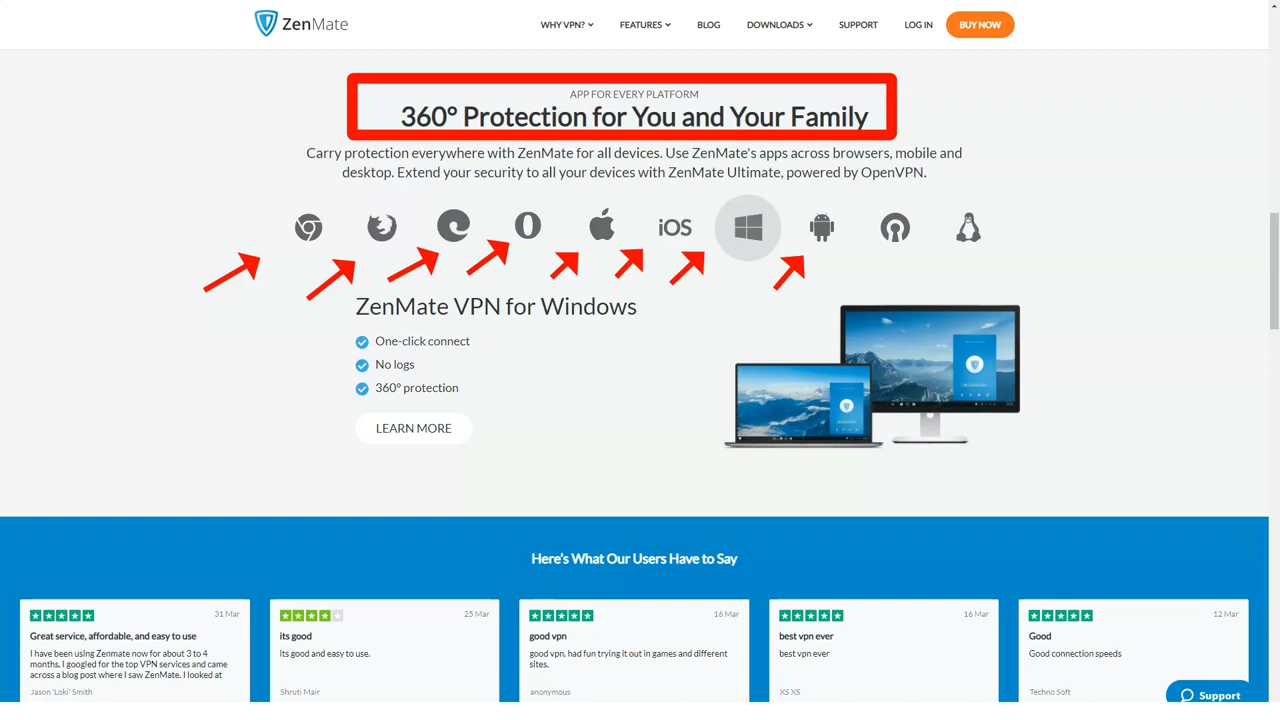 ZenMate
WHY VPN? FEATURES BLOG DOWNLOADS SUPPORT LOG IN BUY NOW
APP FOR EVERY PLATFORM
360° Protection for You and Your Family
Carry protection everywhere with ZenMate for all devices. Use ZenMate's apps across browsers, mobile and
desktop. Extend your security to all your devices with ZenMate Ultimate, powered by OpenVPN.
iOS
ZenMate VPN for Windows
One-click connect
No logs
360° protection
LEARN MORE
Here's What Our Users Have to Say
31 Mar
Great service, affordable, and easy to use
I have been using Zenmate now for about 3 to 4
months. I googled for the top VPN services and came
across a blog post where I saw ZenMate. I looked at
Jason 'Loki' Smith
25 Mar
its good
its good and easy to use.
Shruti Mair
16 Mar
good vpn
good vpn, had fun trying it out in games and different
sites.
anonymous
16 Mar
best vpn ever
best vpn ever
XS XS
12 Mar
Good
Good connection speeds
Techno Soft
Support